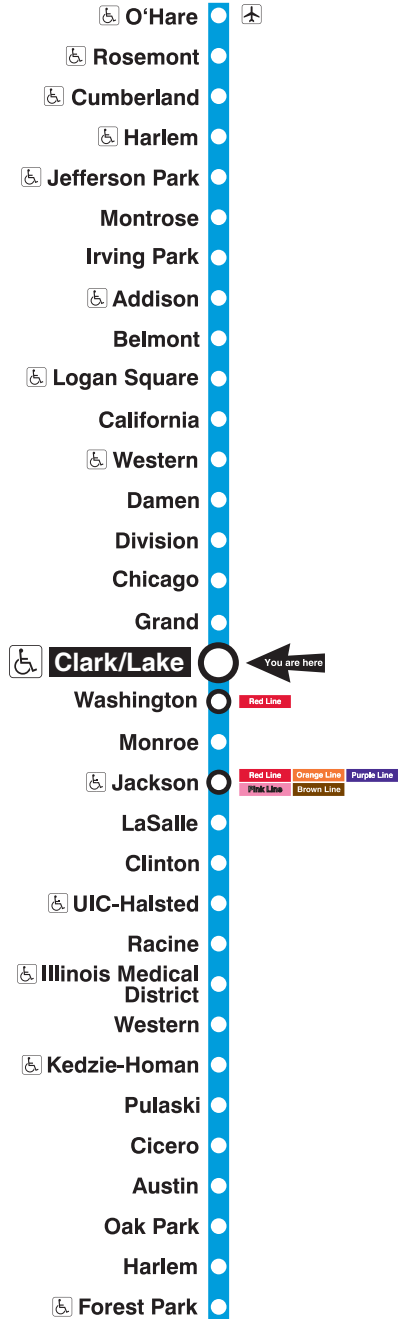 O'Hare
Rosemont
Cumberland
Harlem
Jefferson Park
Montrose
Irving Park
Addison
Belmont
Logan Square
California
Western
Damen
Division
Chicago
Grand
Clark/Lake You are here
Washington Red Line
Monroe
Jackson Red Line Orange Line Purple Line
Pink Line Brown Line
LaSalle
Clinton
UIC-Halsted
Racine
Illinois Medical
District
Western
Kedzie-Homan
Pulaski
Cicero
Austin
Oak Park
Harlem
Forest Park